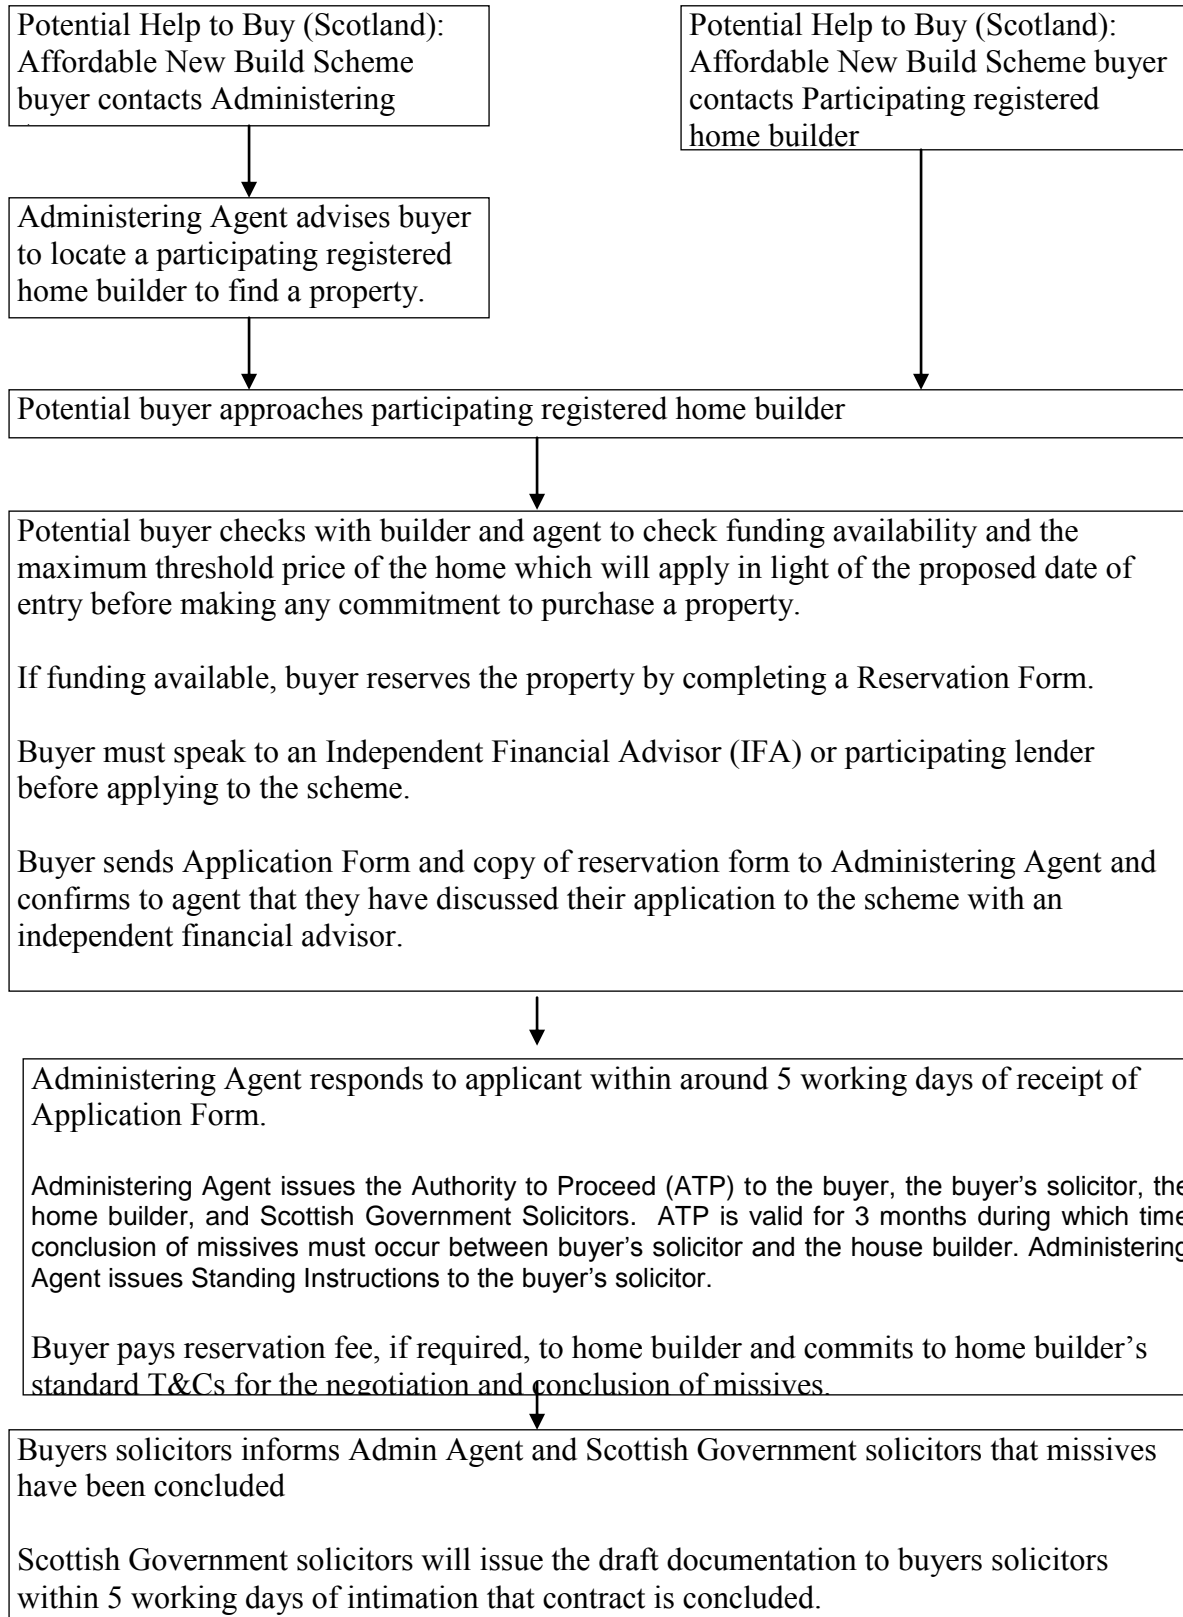 Potential Help to Buy (Scotland):
Affordable New Build Scheme
buyer contacts Administering
Potential Help to Buy (Scotland):
Affordable New Build Scheme buyer
contacts Participating registered
home builder
Administering Agent advises buyer
to locate a participating registered
home builder to find a property.
Potential buyer approaches participating registered home builder
Potential buyer checks with builder and agent to check funding availability and the
maximum threshold price of the home which will apply in light of the proposed date of
entry before making any commitment to purchase a property.
If funding available, buyer reserves the property by completing a Reservation Form.
Buyer must speak to an Independent Financial Advisor (IFA) or participating lender
before applying to the scheme.
Buyer sends Application Form and copy of reservation form to Administering Agent and
confirms to agent that they have discussed their application to the scheme with an
independent financial advisor.
Administering Agent responds to applicant within around 5 working days of receipt of
Application Form.
Administering Agent issues the Authority to Proceed (ATP) to the buyer, the buyer's solicitor, the
home builder, and Scottish Government Solicitors.  ATP is valid for 3 months during which time
conclusion of missives must occur between buyer's solicitor and the house builder. Administering
Agent issues Standing Instructions to the buyer's solicitor.
Buyer pays reservation fee, if required, to home builder and commits to home builder's
standard T&Cs for the negotiation and conclusion of missives.
Buyers solicitors informs Admin Agent and Scottish Government solicitors that missives
have been concluded
Scottish Government solicitors will issue the draft documentation to buyers solicitors
within 5 working days of intimation that contract is concluded.